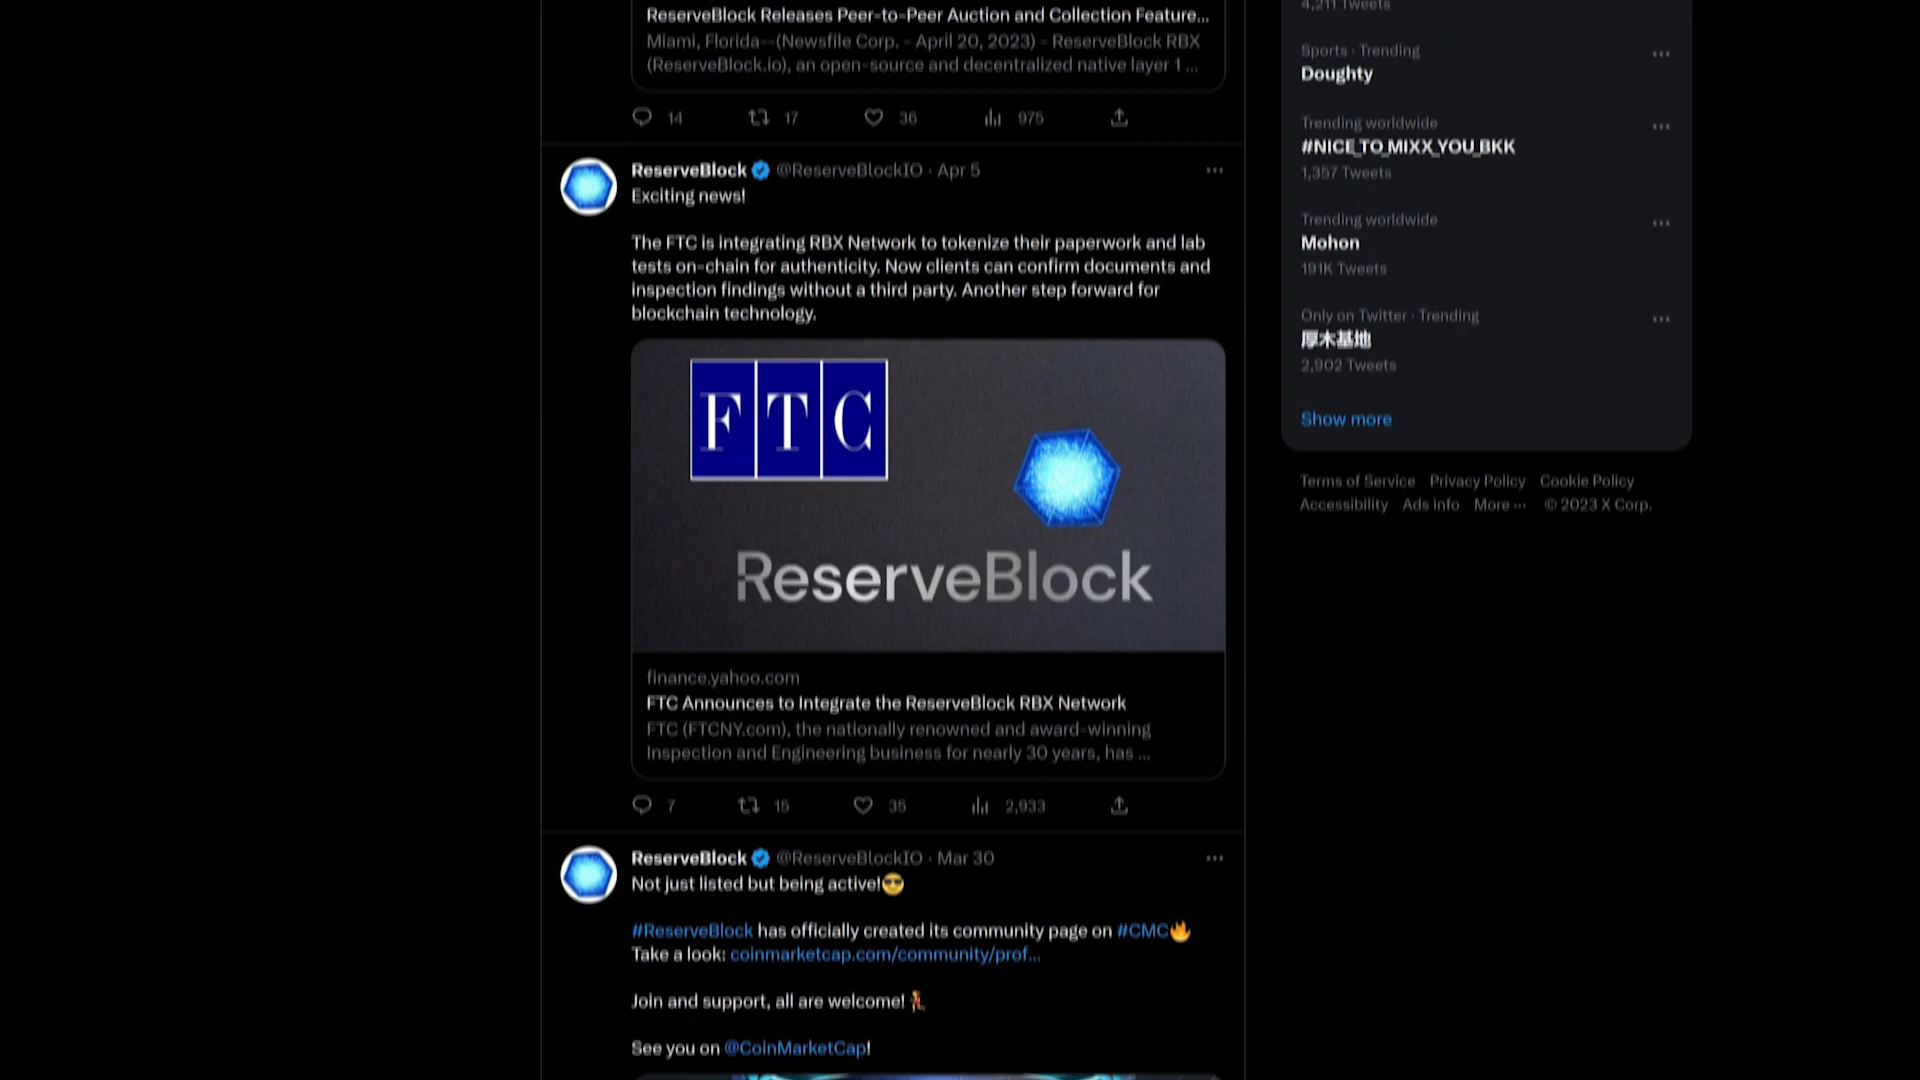 ReserveBlock Releases Peer-to-Peer Auction and Collection Feature...
Miami, Florida--(Newsfile Corp. - April 20, 2023) - ReserveBlock RBX
(ReserveBlock.io), an open-source and decentralized native layer 1 ...
14 17 36 975
ReserveBlock @ReserveBlockIO · Apr 5
Exciting news!
The FTC is integrating RBX Network to tokenize their paperwork and lab
tests on-chain for authenticity. Now clients can confirm documents and
inspection findings without a third party. Another step forward for
blockchain technology.
FTC
ReserveBlock
finance.yahoo.com
FTC Announces to Integrate the ReserveBlock RBX Network
FTC (FTCNY.com), the nationally renowned and award-winning
Inspection and Engineering business for nearly 30 years, has ...
7 15 35 2,933
ReserveBlock @ReserveBlockIO · Mar 30
Not just listed but being active!😎
#ReserveBlock has officially created its community page on #CMC🔥
Take a look: coinmarketcap.com/community/prof...
Join and support, all are welcome!
See you on @CoinMarketCap!
4,211 Tweets
Sports · Trending
Doughty
Trending worldwide
#NICE_TO_MIXX_YOU_BKK
1,357 Tweets
Trending worldwide
Mohon
191K Tweets
Only on Twitter · Trending
厚木基地
2,902 Tweets
Show more
Terms of Service Privacy Policy Cookie Policy
Accessibility Ads info More ··· © 2023 X Corp.